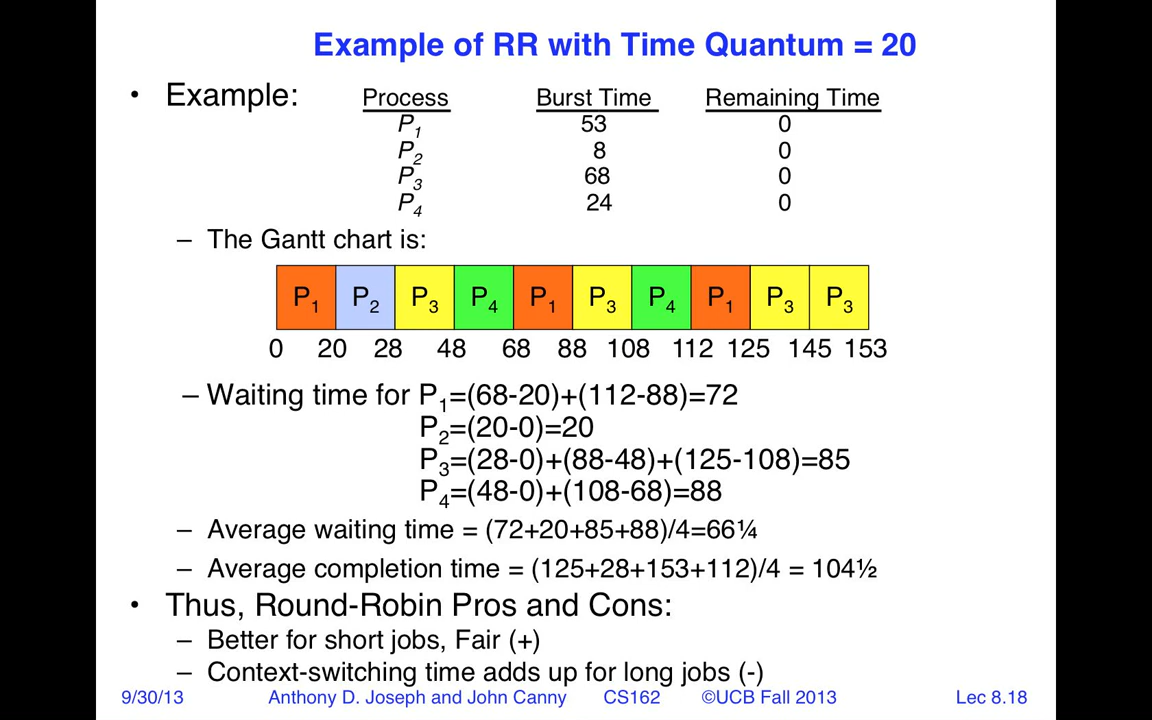 Example of RR with Time Quantum = 20
• Example: Process Burst Time Remaining Time
P1 53 0
P2 8 0
P3 68 0
P4 24 0
– The Gantt chart is:
P1 P2 P3 P4 P1 P3 P4 P1 P3 P3
0 20 28 48 68 88 108 112 125 145 153
– Waiting time for P1=(68-20)+(112-88)=72
P2=(20-0)=20
P3=(28-0)+(88-48)+(125-108)=85
P4=(48-0)+(108-68)=88
– Average waiting time = (72+20+85+88)/4=66¼
– Average completion time = (125+28+153+112)/4 = 104½
• Thus, Round-Robin Pros and Cons:
– Better for short jobs, Fair (+)
– Context-switching time adds up for long jobs (-)
9/30/13 Anthony D. Joseph and John Canny CS162 ©UCB Fall 2013 Lec 8.18